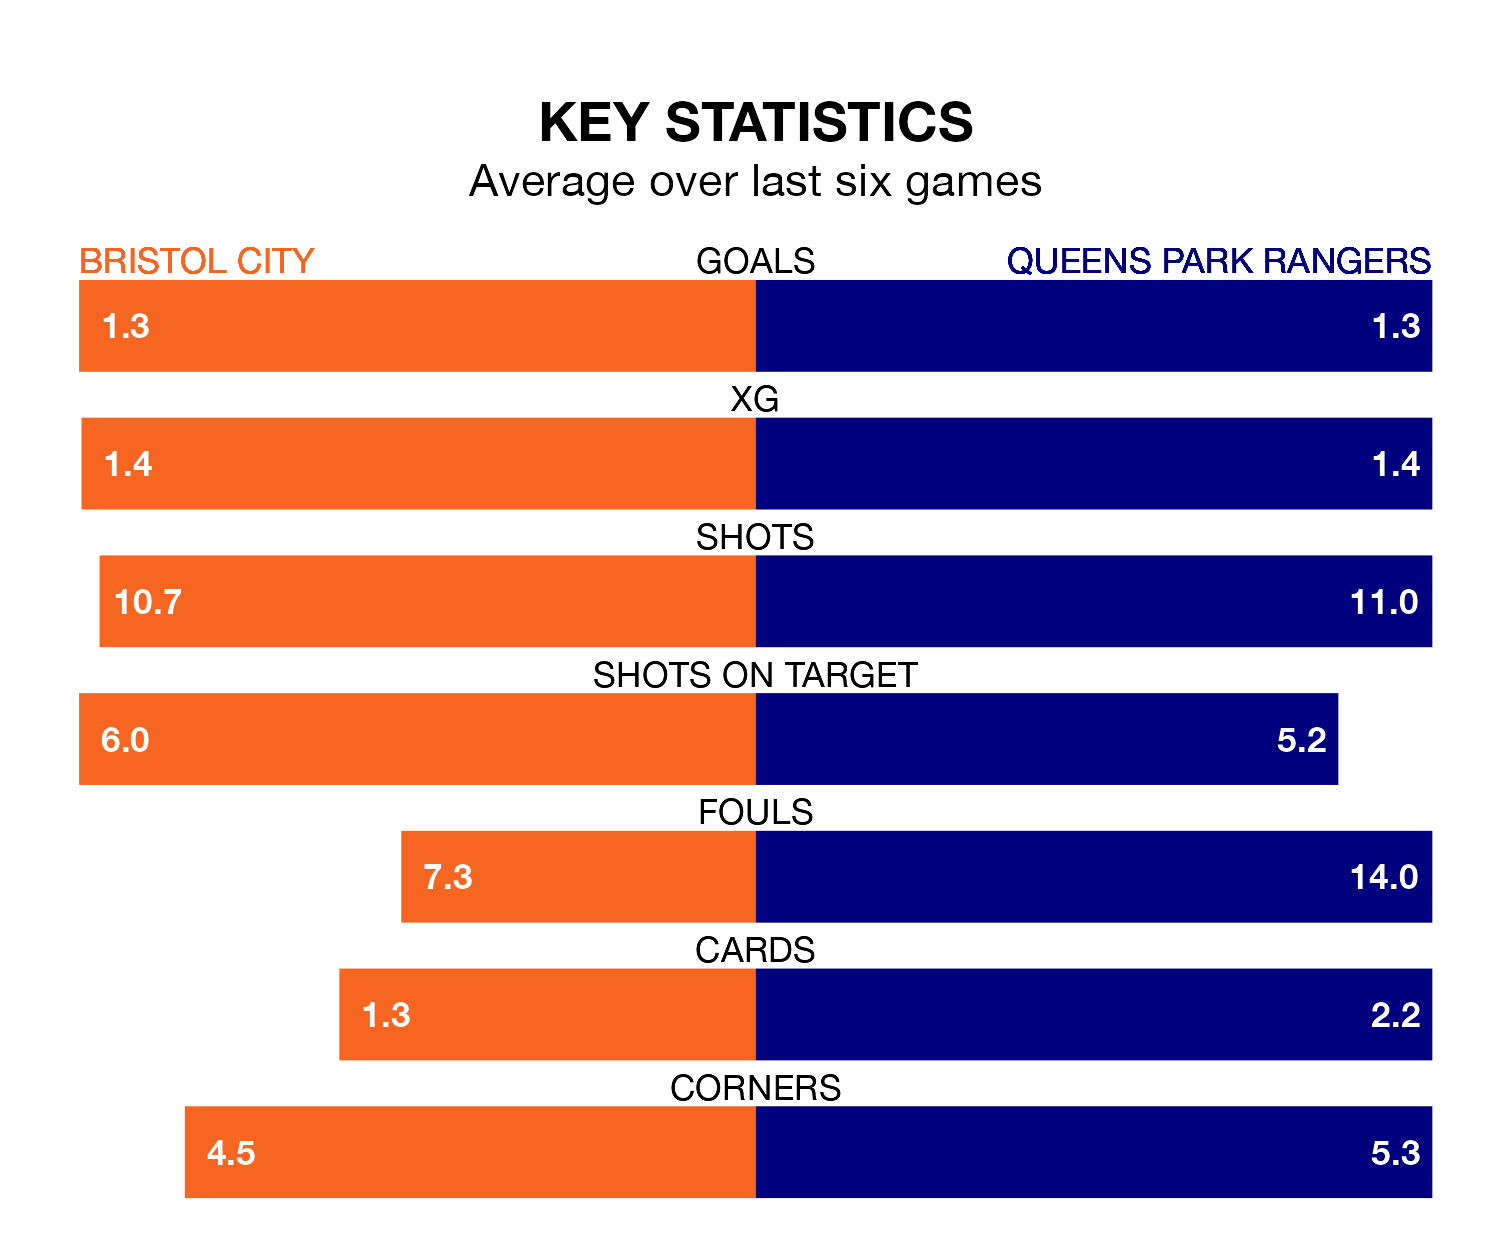 KEY STATISTICS
Average over last six games
BRISTOL CITY GOALS QUEENS PARK RANGERS
1.3 1.3
XG
1.4 1.4
SHOTS
10.7 11.0
SHOTS ON TARGET
6.0 5.2
FOULS
7.3 14.0
CARDS
1.3 2.2
CORNERS
4.5 5.3